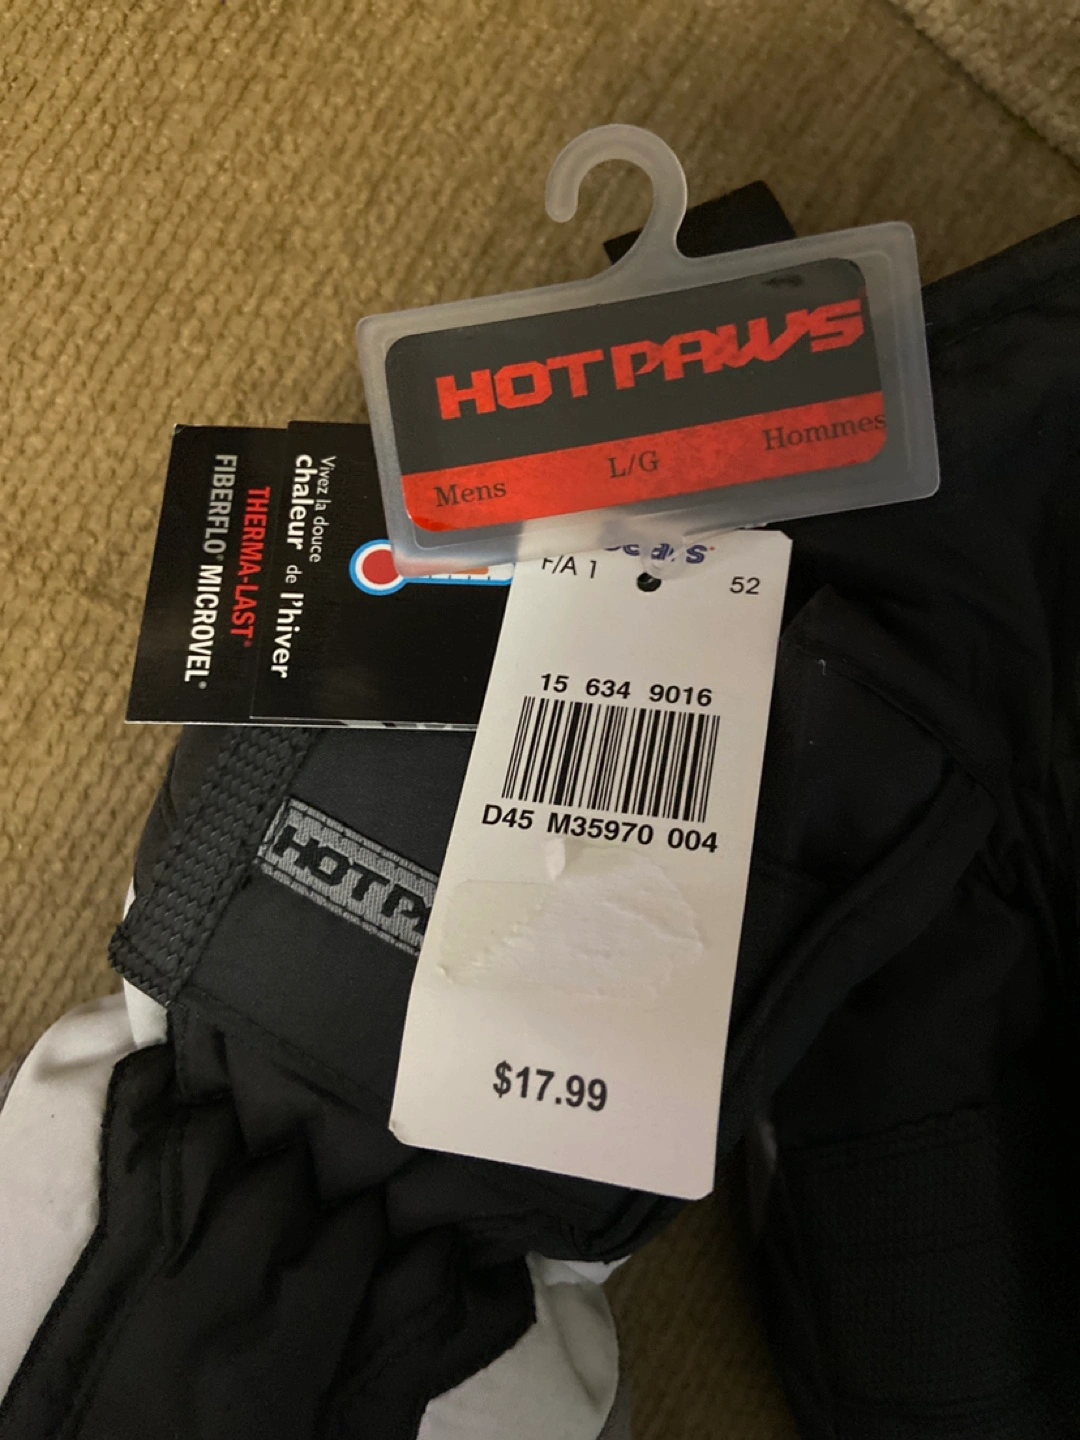 HOT PAWS
Mens L/G Hommes
Vivez la douce
chaleur de l'hiver
THERMA-LAST®
FIBERFLO® MICROVEL®
Sears
F/A 1 52
15 634 9016
D45 M35970 004
$17.99
HOT PA